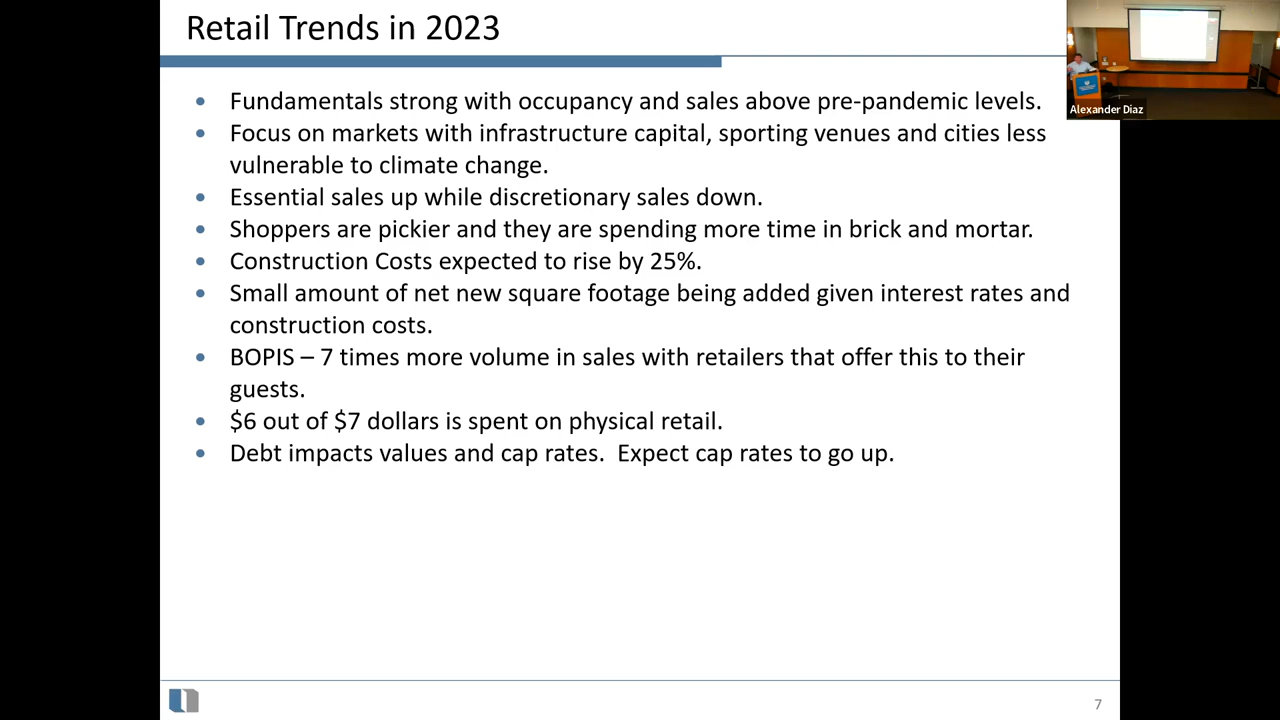 Retail Trends in 2023
Alexander Diaz
• Fundamentals strong with occupancy and sales above pre-pandemic levels.
• Focus on markets with infrastructure capital, sporting venues and cities less
vulnerable to climate change.
• Essential sales up while discretionary sales down.
• Shoppers are pickier and they are spending more time in brick and mortar.
• Construction Costs expected to rise by 25%.
• Small amount of net new square footage being added given interest rates and
construction costs.
• BOPIS – 7 times more volume in sales with retailers that offer this to their
guests.
• $6 out of $7 dollars is spent on physical retail.
• Debt impacts values and cap rates.  Expect cap rates to go up.
7